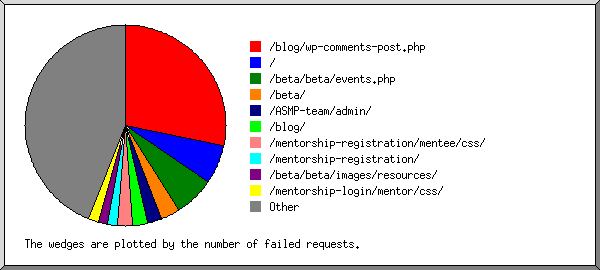 /blog/wp-comments-post.php
/
/beta/beta/events.php
/beta/
/ASMP-team/admin/
/blog/
/mentorship-registration/mentee/css/
/mentorship-registration/
/beta/beta/images/resources/
/mentorship-login/mentor/css/
Other
The wedges are plotted by the number of failed requests.